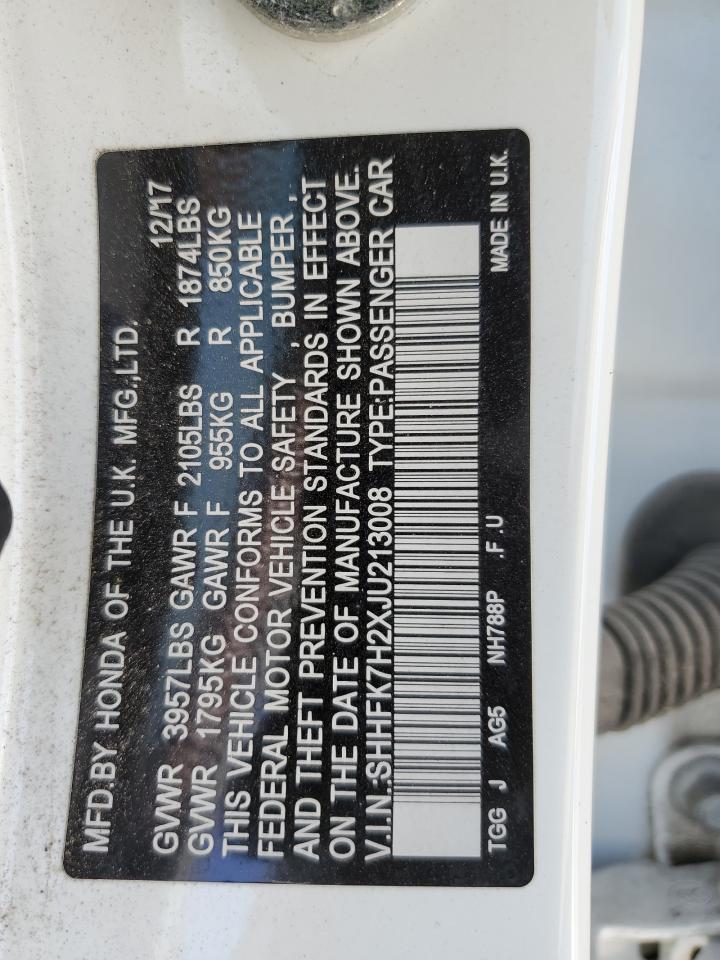 MFD.BY HONDA OF THE U.K. MFG.,LTD.
12/17
GVWR 3957LBS GAWR F 2105LBS R 1874LBS
GVWR 1795KG GAWR F 955KG R 850KG
THIS VEHICLE CONFORMS TO ALL APPLICABLE
FEDERAL MOTOR VEHICLE SAFETY , BUMPER ,
AND THEFT PREVENTION STANDARDS IN EFFECT
ON THE DATE OF MANUFACTURE SHOWN ABOVE.
V.I.N.:SHHFK7H2XJU213008 TYPE:PASSENGER CAR
TGG J AG5 NH788P .F .U MADE IN U.K.